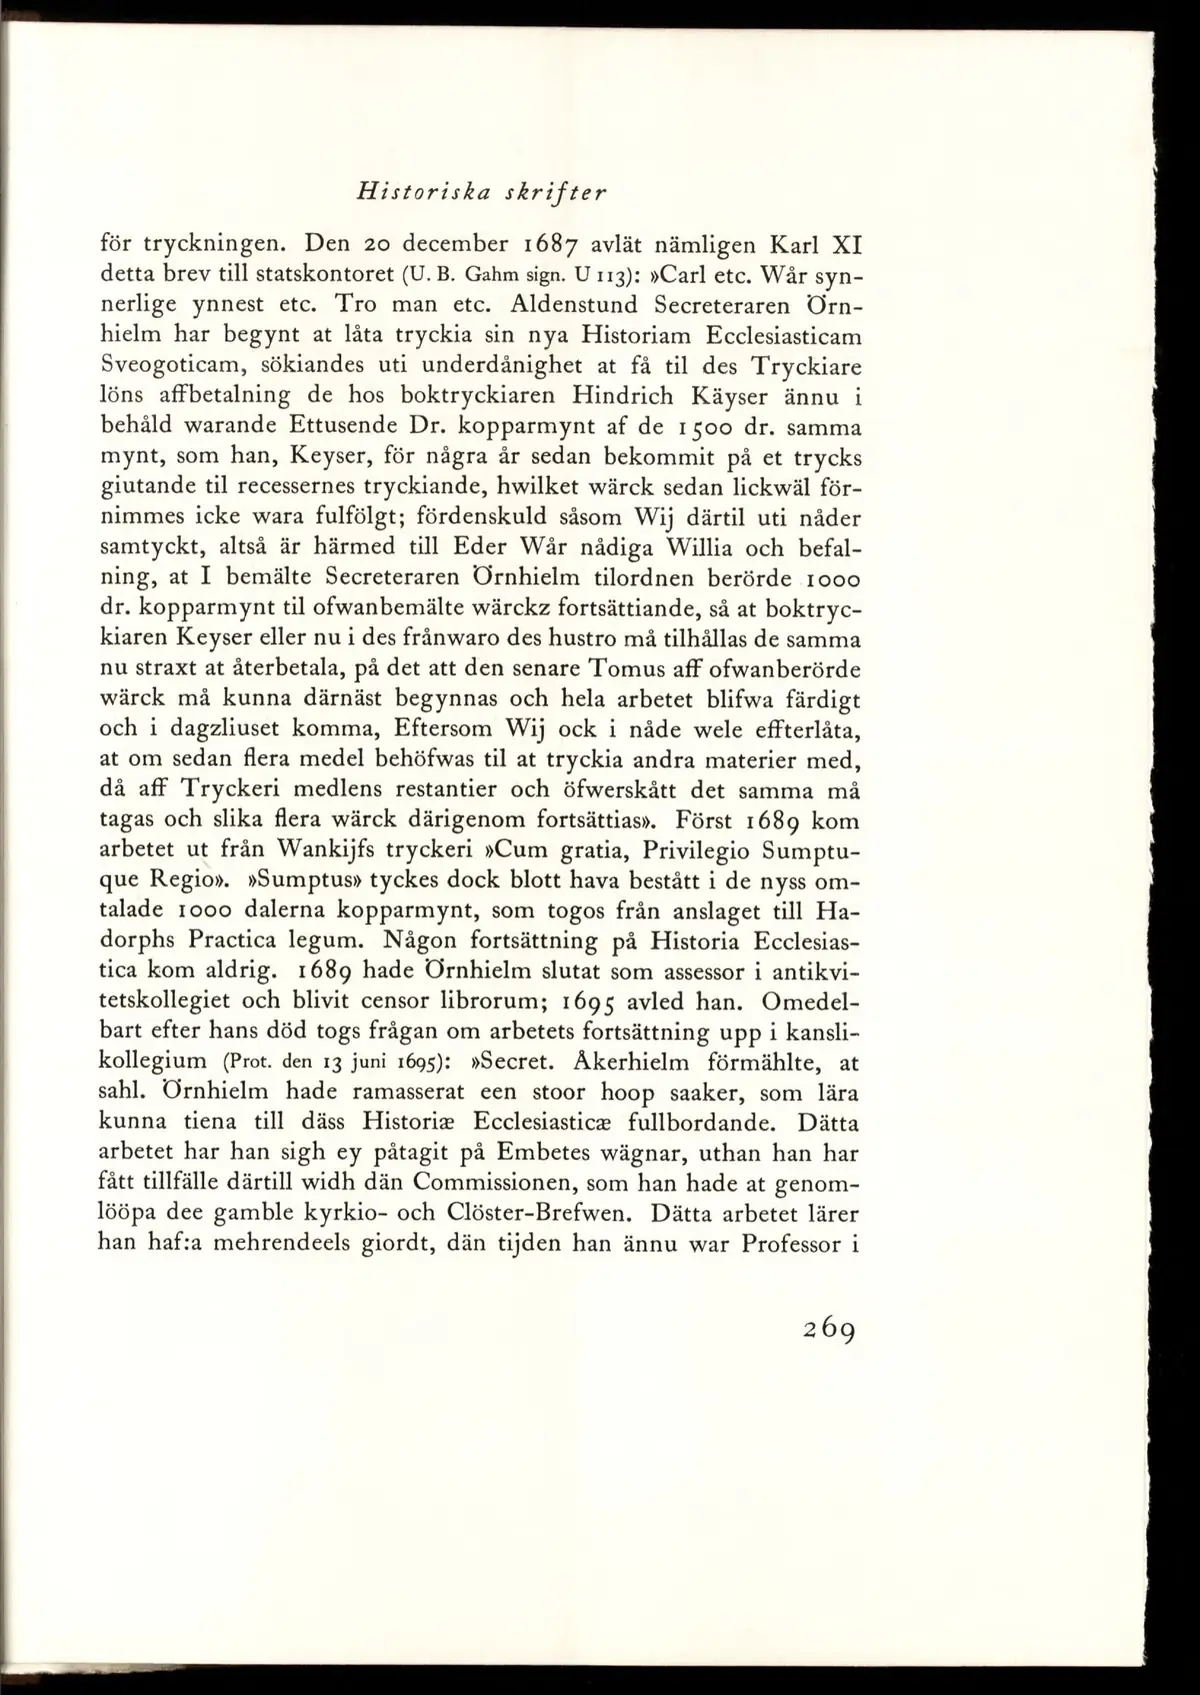 Historiska skrifter
för tryckningen. Den 20 december 1687 avlät nämligen Karl XI
detta brev till statskontoret (U. B. Gahm sign. U 113): »Carl etc. Wår syn-
nerlige ynnest etc. Tro man etc. Aldenstund Secreteraren Örn-
hielm har begynt at låta tryckia sin nya Historiam Ecclesiasticam
Sveogoticam, sökiandes uti underdånighet at få til des Tryckiare
löns affbetalning de hos boktryckiaren Hindrich Käyser ännu i
behåld warande Ettusende Dr. kopparmynt af de 1500 dr. samma
mynt, som han, Keyser, för några år sedan bekommit på et trycks
giutande til recessernes tryckiande, hwilket wärck sedan lickwäl för-
nimmes icke wara fulfölgt; fördenskuld såsom Wij därtil uti nåder
samtyckt, altså är härmed till Eder Wår nådiga Willia och befal-
ning, at I bemälte Secreteraren Örnhielm tilordnen berörde 1000
dr. kopparmynt til ofwanbemälte wärckz fortsättiande, så at boktryc-
kiaren Keyser eller nu i des frånwaro des hustro må tilhållas de samma
nu straxt at återbetala, på det att den senare Tomus aff ofwanberörde
wärck må kunna därnäst begynnas och hela arbetet blifwa färdigt
och i dagzliuset komma, Eftersom Wij ock i nåde wele effterlåta,
at om sedan flera medel behöfwas til at tryckia andra materier med,
då aff Tryckeri medlens restantier och öfwerskått det samma må
tagas och slika flera wärck därigenom fortsättias». Först 1689 kom
arbetet ut från Wankijfs tryckeri »Cum gratia, Privilegio Sumptu-
que Regio». »Sumptus» tyckes dock blott hava bestått i de nyss om-
talade 1000 dalerna kopparmynt, som togos från anslaget till Ha-
dorphs Practica legum. Någon fortsättning på Historia Ecclesias-
tica kom aldrig. 1689 hade Örnhielm slutat som assessor i antikvi-
tetskollegiet och blivit censor librorum; 1695 avled han. Omedel-
bart efter hans död togs frågan om arbetets fortsättning upp i kansli-
kollegium (Prot. den 13 juni 1695): »Secret. Åkerhielm förmählte, at
sahl. Örnhielm hade ramasserat een stoor hoop saaker, som lära
kunna tiena till däss Historiæ Ecclesiasticæ fullbordande. Dätta
arbetet har han sigh ey påtagit på Embetes wägnar, uthan han har
fått tillfälle därtill widh dän Commissionen, som han hade at genom-
lööpa dee gamble kyrkio- och Clöster-Brefwen. Dätta arbetet lärer
han haf:a mehrendeels giordt, dän tijden han ännu war Professor i
269